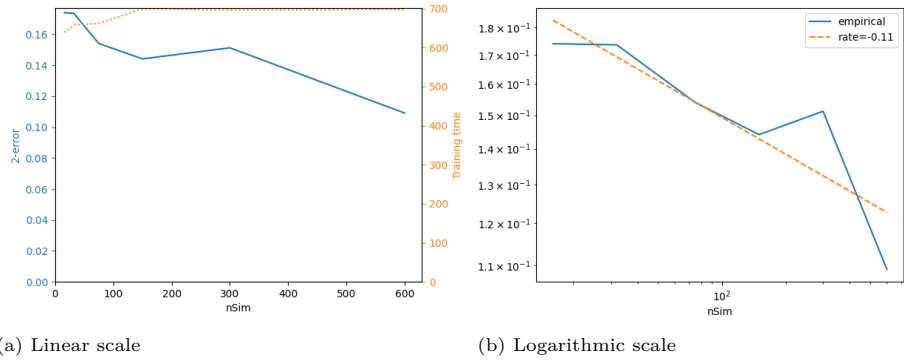 0.16
0.14
0.12
0.10
0.08
0.06
0.04
0.02
0.00
2-error
0
100
200
300
400
500
600
nSim
700
600
500
400
300
200
100
0
Training time
1.8 × 10⁻¹
1.7 × 10⁻¹
1.6 × 10⁻¹
1.5 × 10⁻¹
1.4 × 10⁻¹
1.3 × 10⁻¹
1.2 × 10⁻¹
1.1 × 10⁻¹
empirical
rate=-0.11
10²
nSim
(a) Linear scale
(b) Logarithmic scale